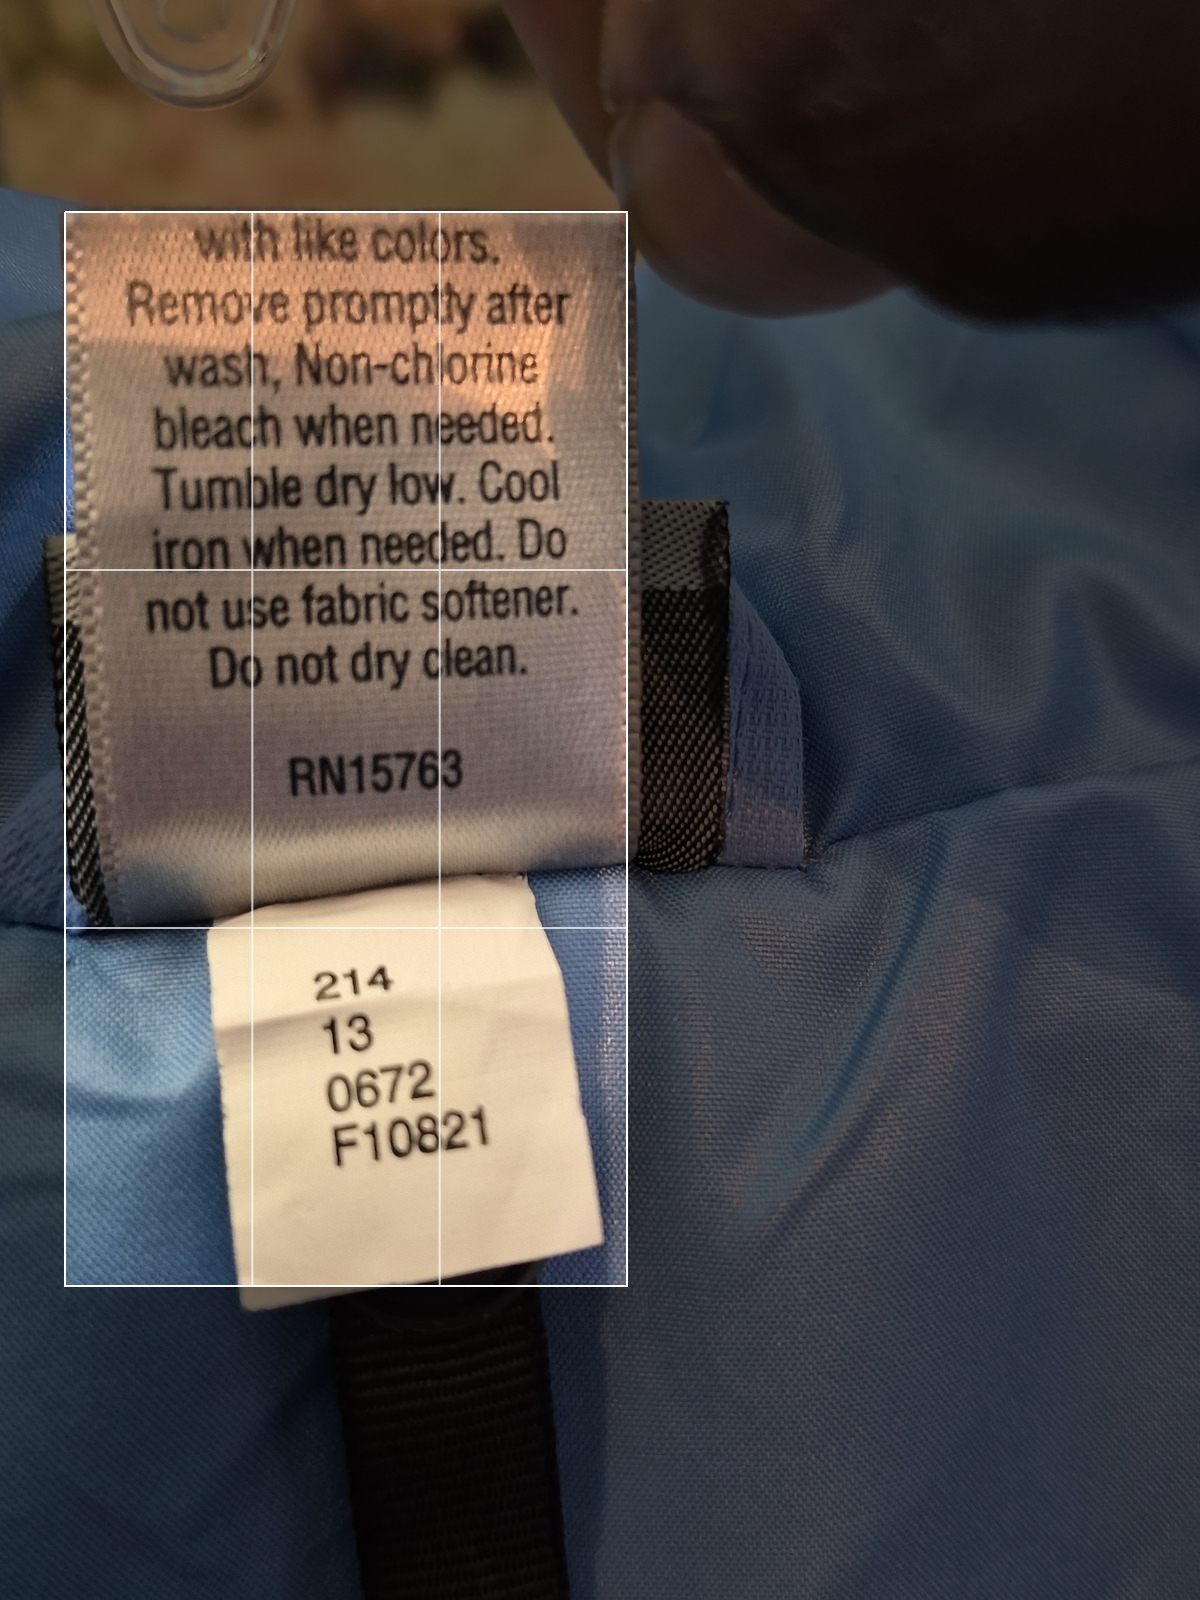 with like colors.
Remove promptly after
wash, Non-chlorine
bleach when needed.
Tumble dry low. Cool
iron when needed. Do
not use fabric softener.
Do not dry clean.
RN15763
214
13
0672
F10821